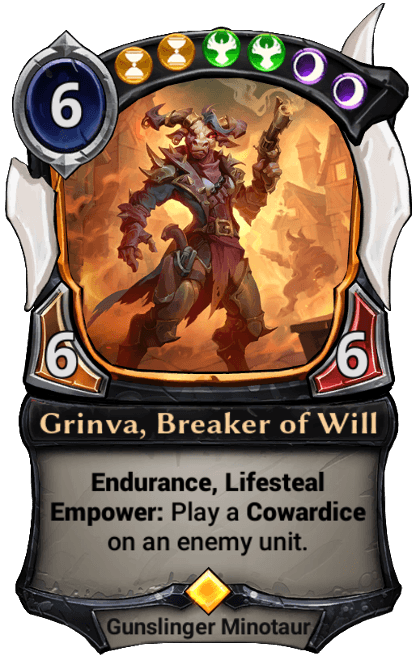 6
6
6
Grinva, Breaker of Will
Endurance, Lifesteal
Empower: Play a Cowardice
on an enemy unit.
Gunslinger Minotaur